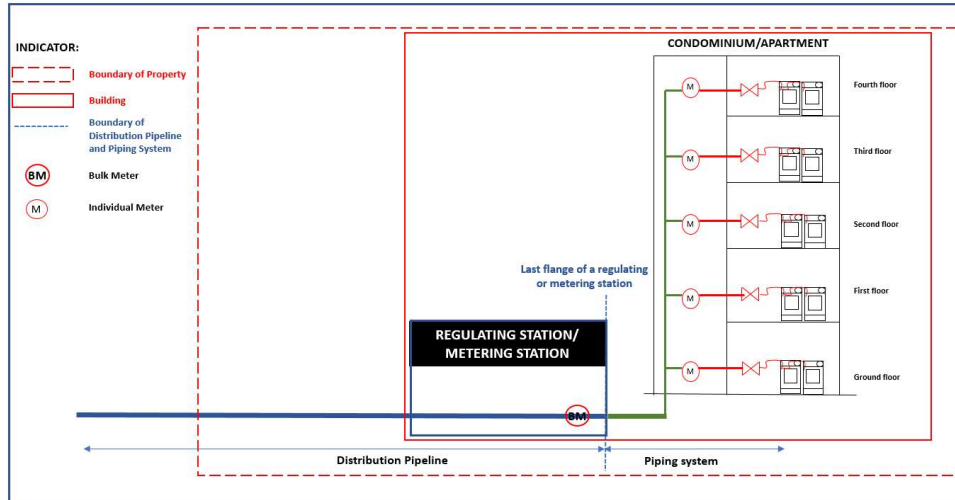 INDICATOR:
Boundary of Property
Building
Boundary of
Distribution Pipeline
and Piping System
BM
Bulk Meter
M
Individual Meter
CONDOMINIUM/APARTMENT
M
Fourth floor
M
Third floor
M
Second floor
Last flange of a regulating
or metering station
M
First floor
REGULATING STATION/
METERING STATION
M
Ground floor
BM
Distribution Pipeline
Piping system